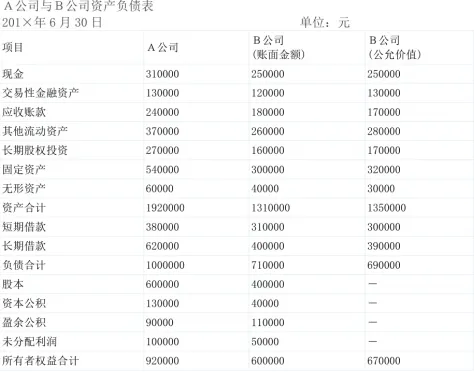 A公司与B公司资产负债表
201×年6月30日 单位：元
项目 A公司 B公司(账面金额) B公司(公允价值)
现金 310000 250000 250000
交易性金融资产 130000 120000 130000
应收账款 240000 180000 170000
其他流动资产 370000 260000 280000
长期股权投资 270000 160000 170000
固定资产 540000 300000 320000
无形资产 60000 40000 30000
资产合计 1920000 1310000 1350000
短期借款 380000 310000 300000
长期借款 620000 400000 390000
负债合计 1000000 710000 690000
股本 600000 400000 －
资本公积 130000 40000 －
盈余公积 90000 110000 －
未分配利润 100000 50000 －
所有者权益合计 920000 600000 670000